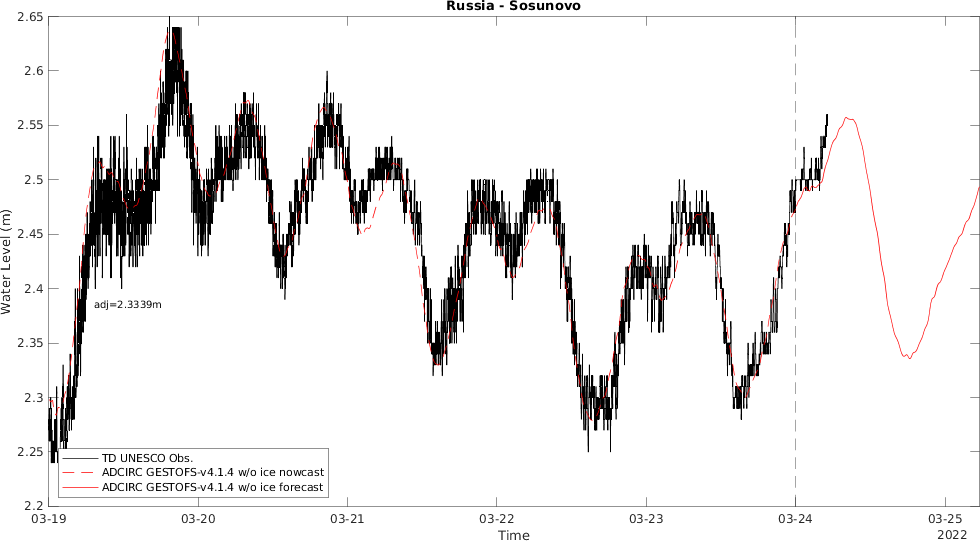 Russia - Sosunovo
2.65
2.6
2.55
2.5
2.45
2.4
2.35
2.3
2.25
2.2
Water Level (m)
adj=2.3339m
TD UNESCO Obs.
ADCIRC GESTOFS-v4.1.4 w/o ice nowcast
ADCIRC GESTOFS-v4.1.4 w/o ice forecast
03-19 03-20 03-21 03-22 03-23 03-24 03-25
Time
2022